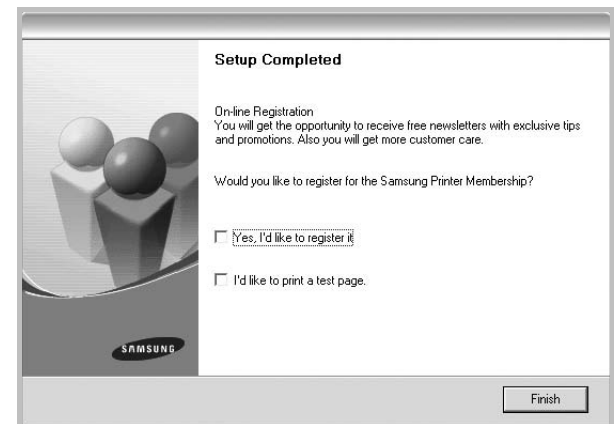 Setup Completed
On-line Registration
You will get the opportunity to receive free newsletters with exclusive tips
and promotions. Also you will get more customer care.
Would you like to register for the Samsung Printer Membership?
Yes, I'd like to register it
I'd like to print a test page.
SAMSUNG
Finish